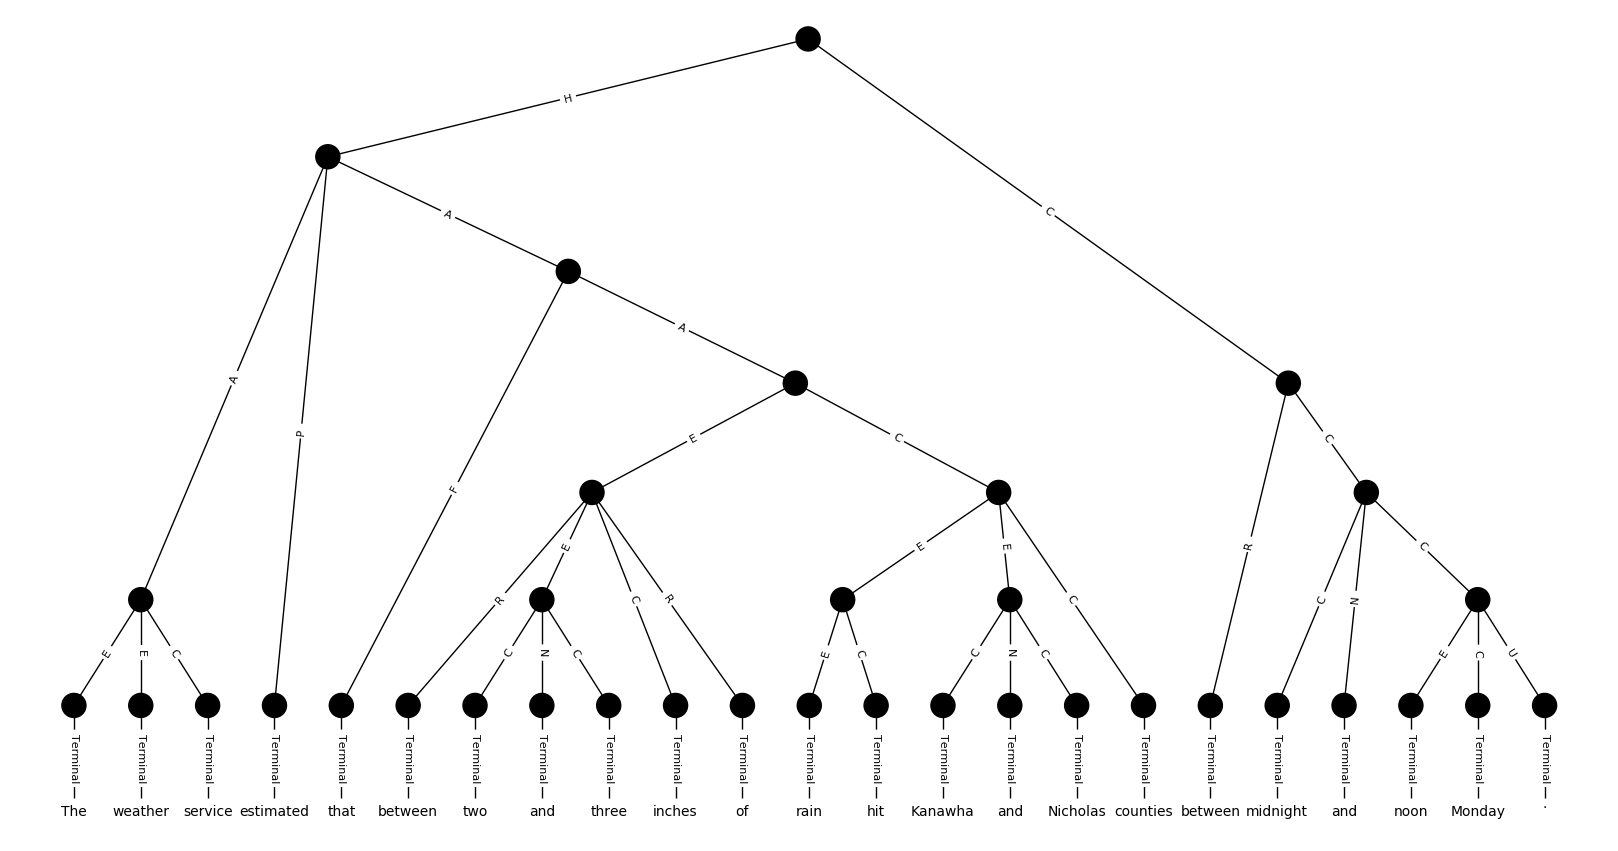 H
A
C
A
A
P
F
E
C
C
R
E
C
R
E
E
C
R
C
N
C
E
E
C
C
N
C
E
C
C
N
C
E
C
U
Terminal Terminal Terminal Terminal Terminal Terminal Terminal Terminal Terminal Terminal Terminal Terminal Terminal Terminal Terminal Terminal Terminal Terminal Terminal Terminal Terminal Terminal Terminal
The weather service estimated that between two and three inches of rain hit Kanawha and Nicholas counties between midnight and noon Monday .